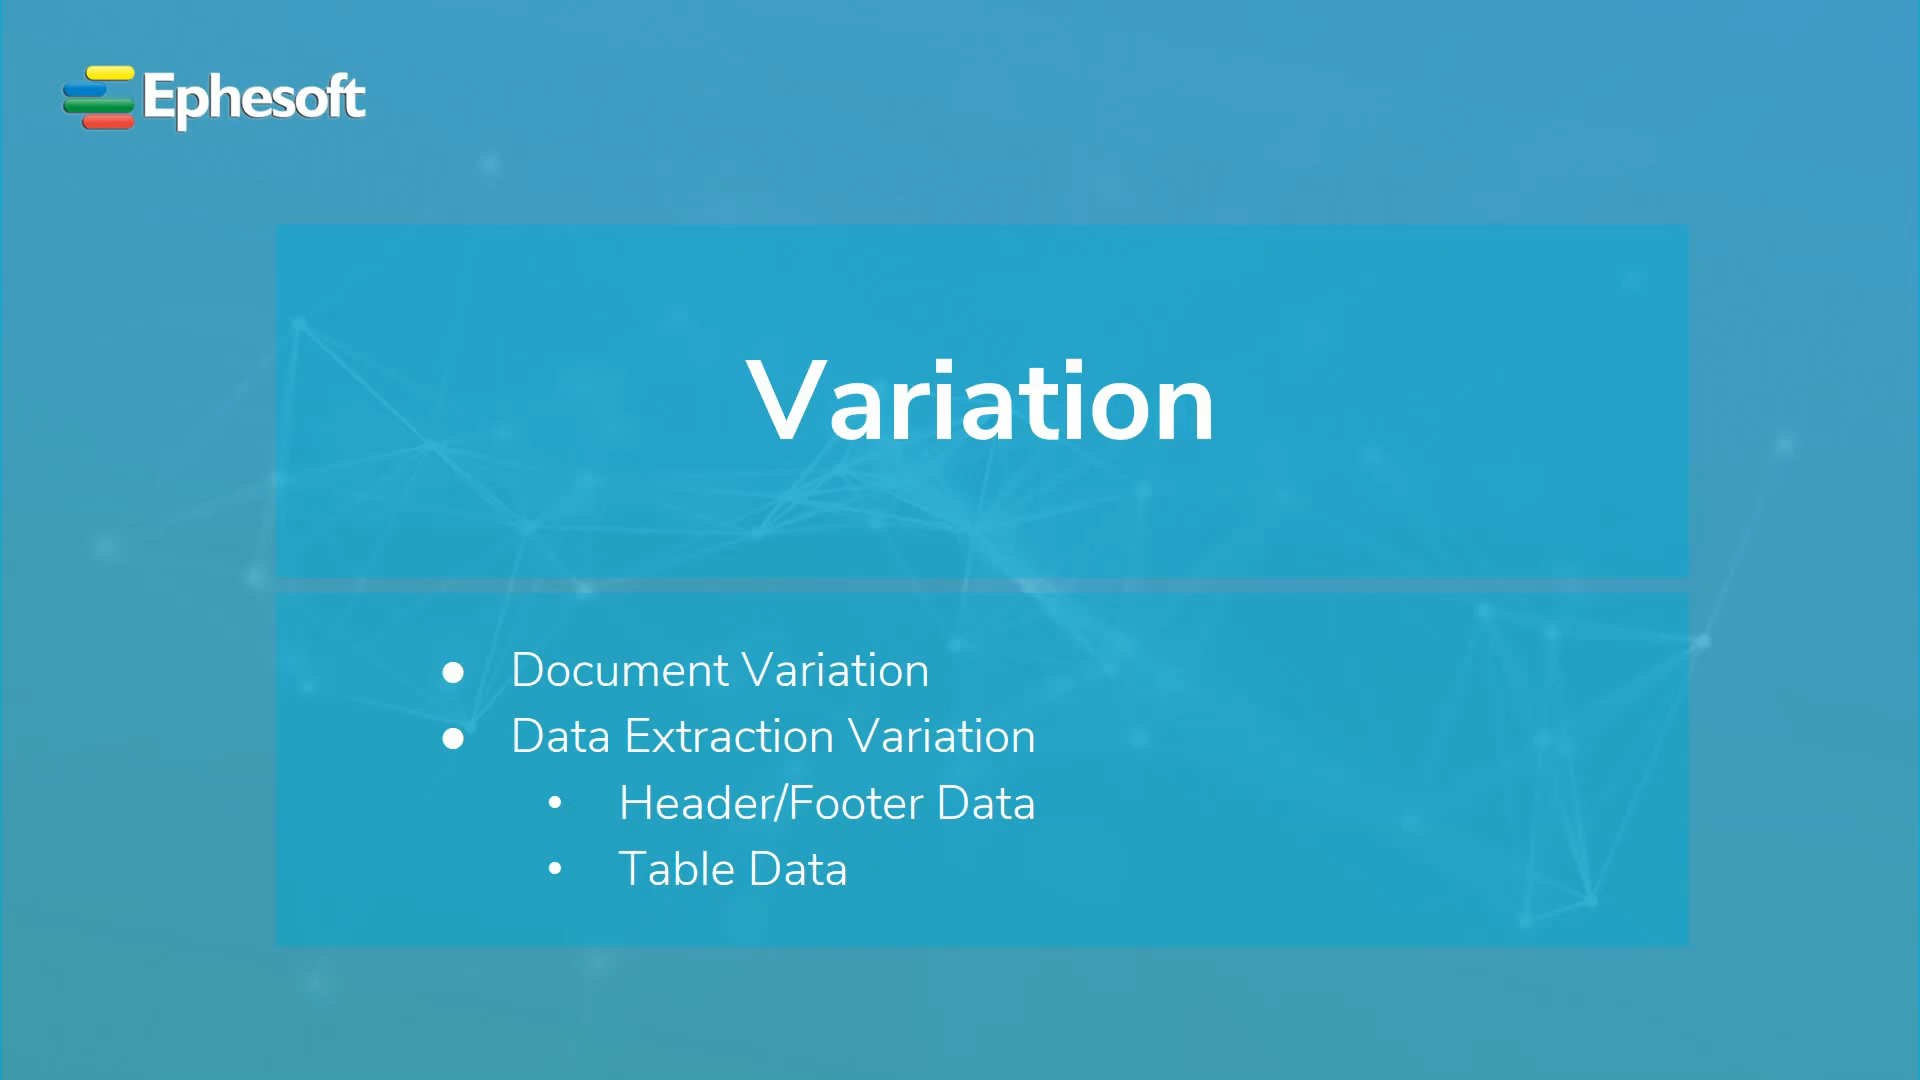 Ephesoft
Variation
● Document Variation
● Data Extraction Variation
• Header/Footer Data
• Table Data